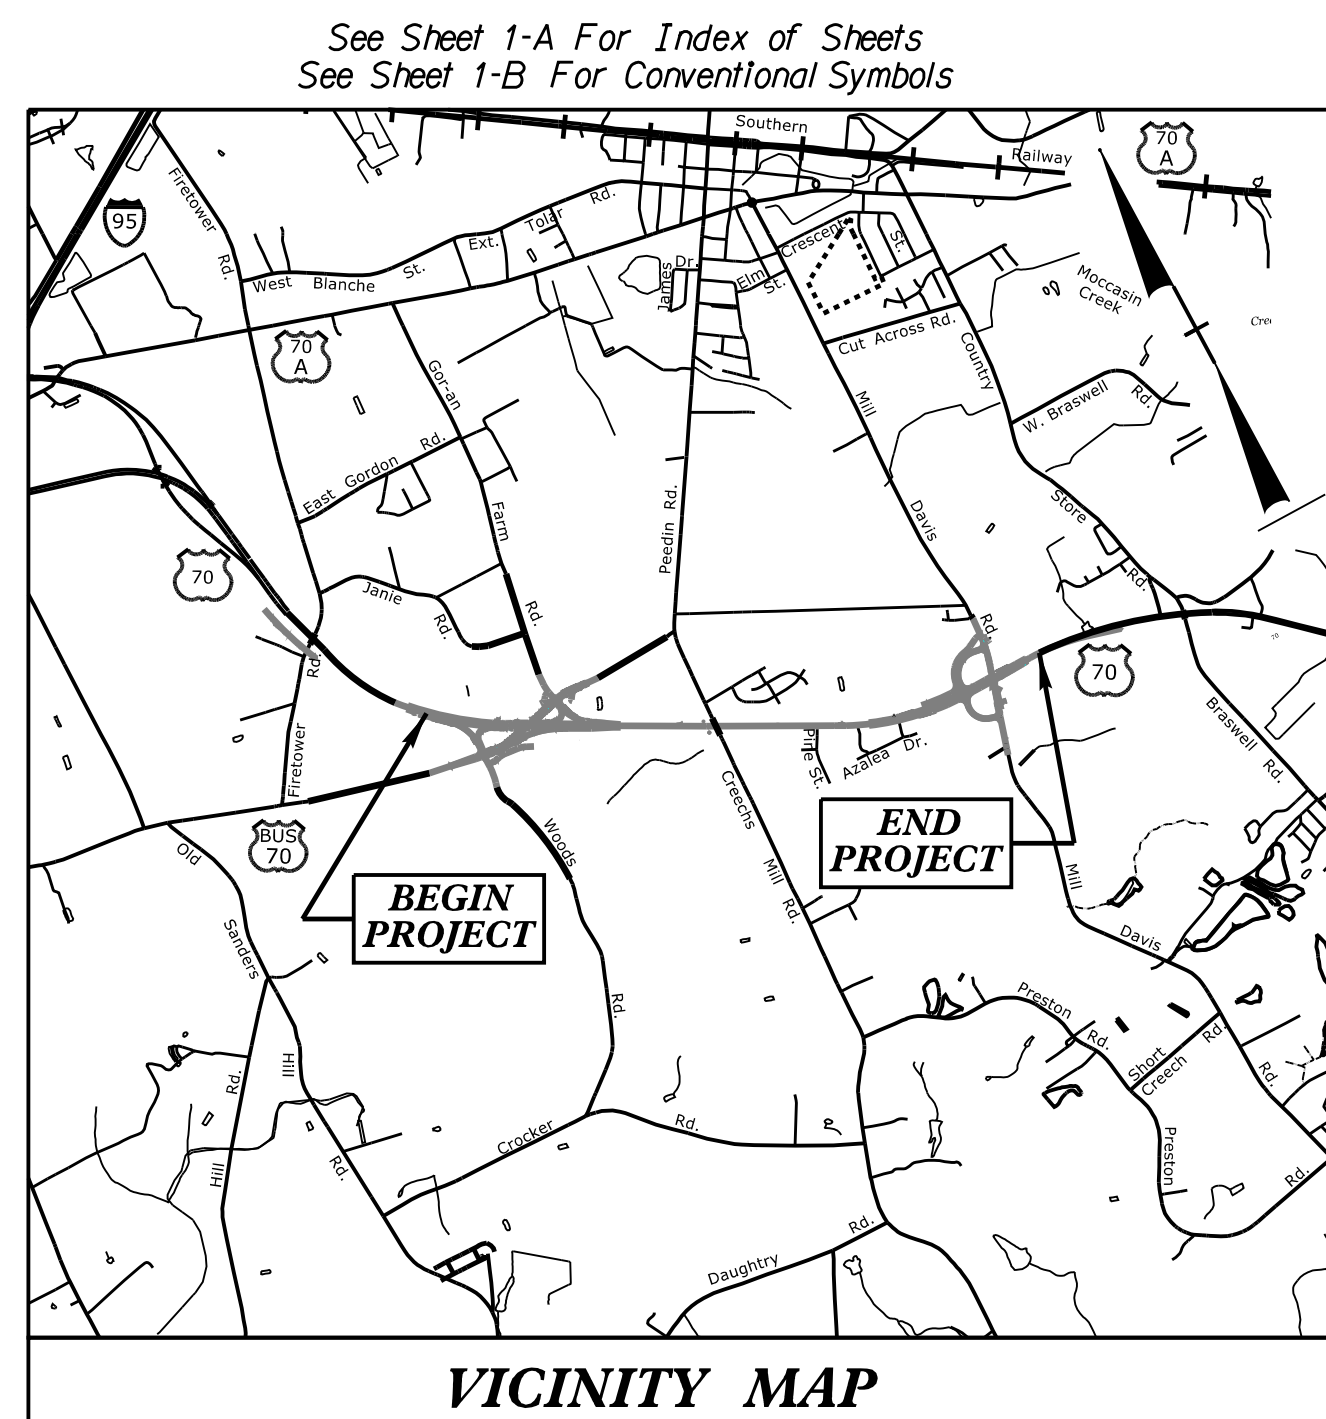 See Sheet 1-A For Index of Sheets
See Sheet 1-B For Conventional Symbols
Southern
Railway
70
A
95
Firetower
Rd.
West Blanche
St.
Ext.
Tolar
Rd.
James
Dr.
Elm
St.
Crescent
St.
Moccasin
Creek
Cree
70
A
Gor-an
Cut Across Rd.
Country
W. Braswell
Rd.
Mill
East Gordon
Rd.
Farm
Peedin Rd.
Davis
Store
Rd.
70
Janie
Rd.
Rd.
Rd.
Rd.
70
70
Firetower
Pine St.
Azalea Dr.
Braswell
Rd.
BUS
70
Old
Woods
Creechs
Mill
Rd.
END
PROJECT
BEGIN
PROJECT
Mill
Davis
Sanders
Rd.
Preston
Rd.
Short
Creech
Rd.
Rd.
Hill
Rd.
Crocker
Rd.
Hill
Rd.
Preston
Rd.
Daughtry
Rd.
VICINITY MAP